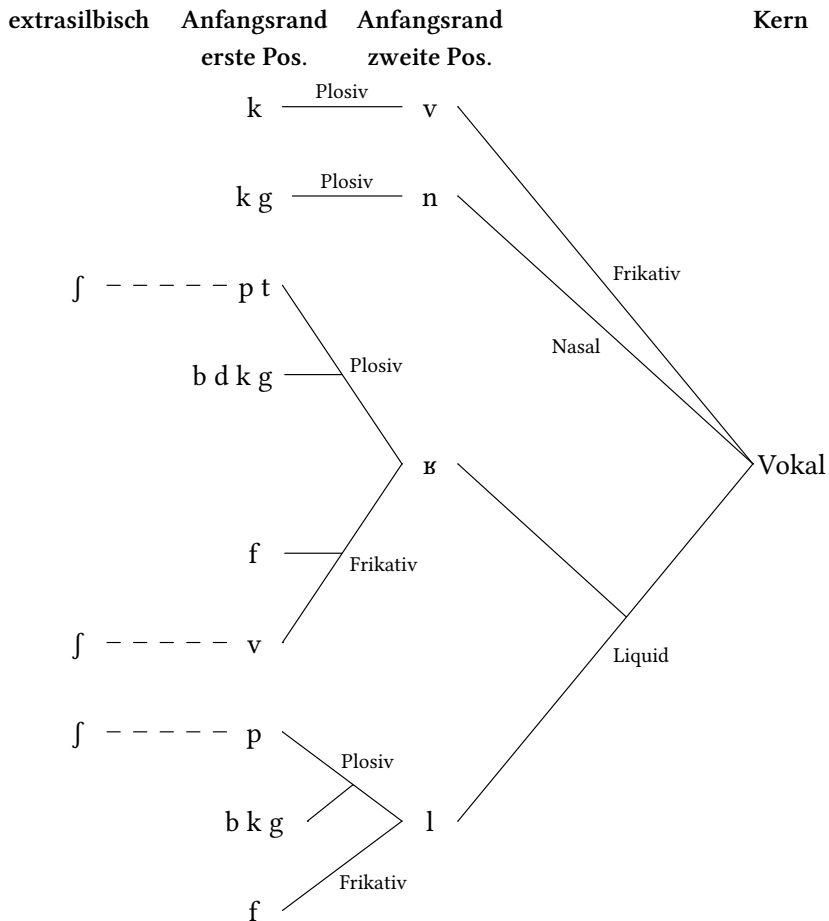 extrasilbisch Anfangsrand Anfangsrand Kern
erste Pos. zweite Pos.
k Plosiv v
k g Plosiv n
Frikativ
ʃ p t
Nasal
b d k g Plosiv
ʁ Vokal
f Frikativ
ʃ v
Liquid
ʃ p
Plosiv
b k g l
Frikativ
f